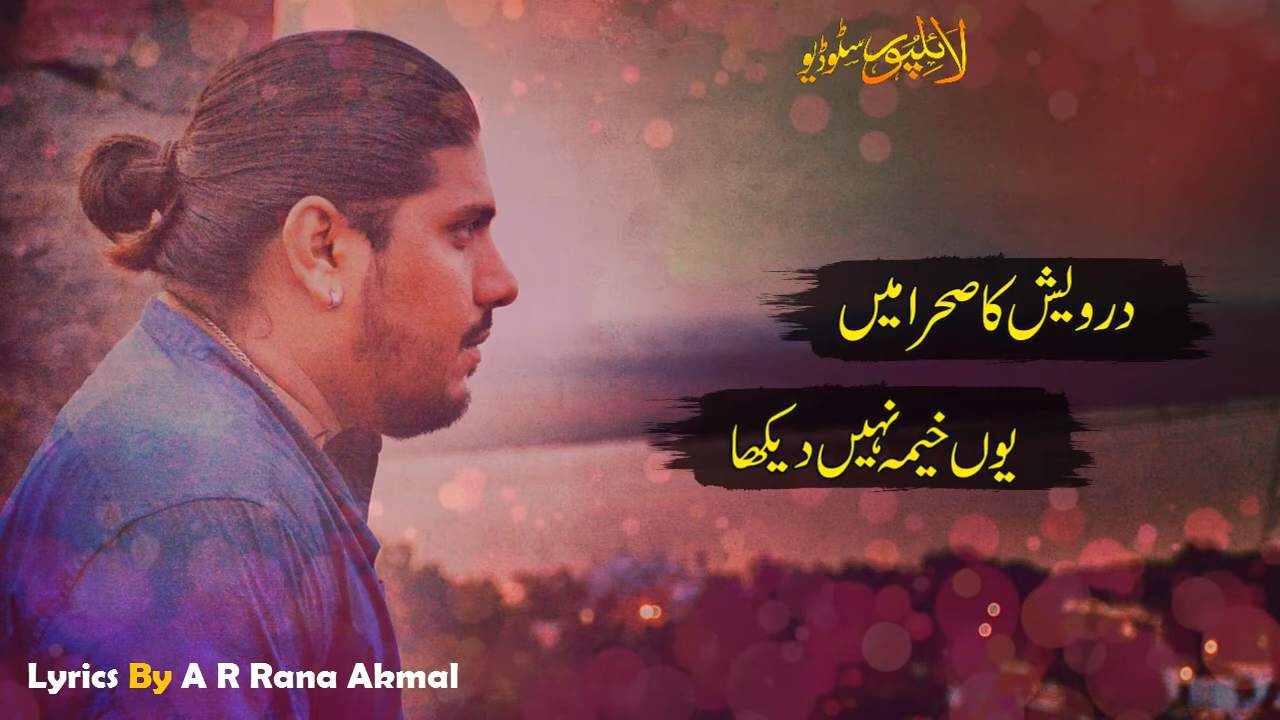 لائلپور سٹوڈیو
درویش کا صحرا میں
یوں خیمہ نہیں دیکھا
Lyrics By A R Rana Akmal